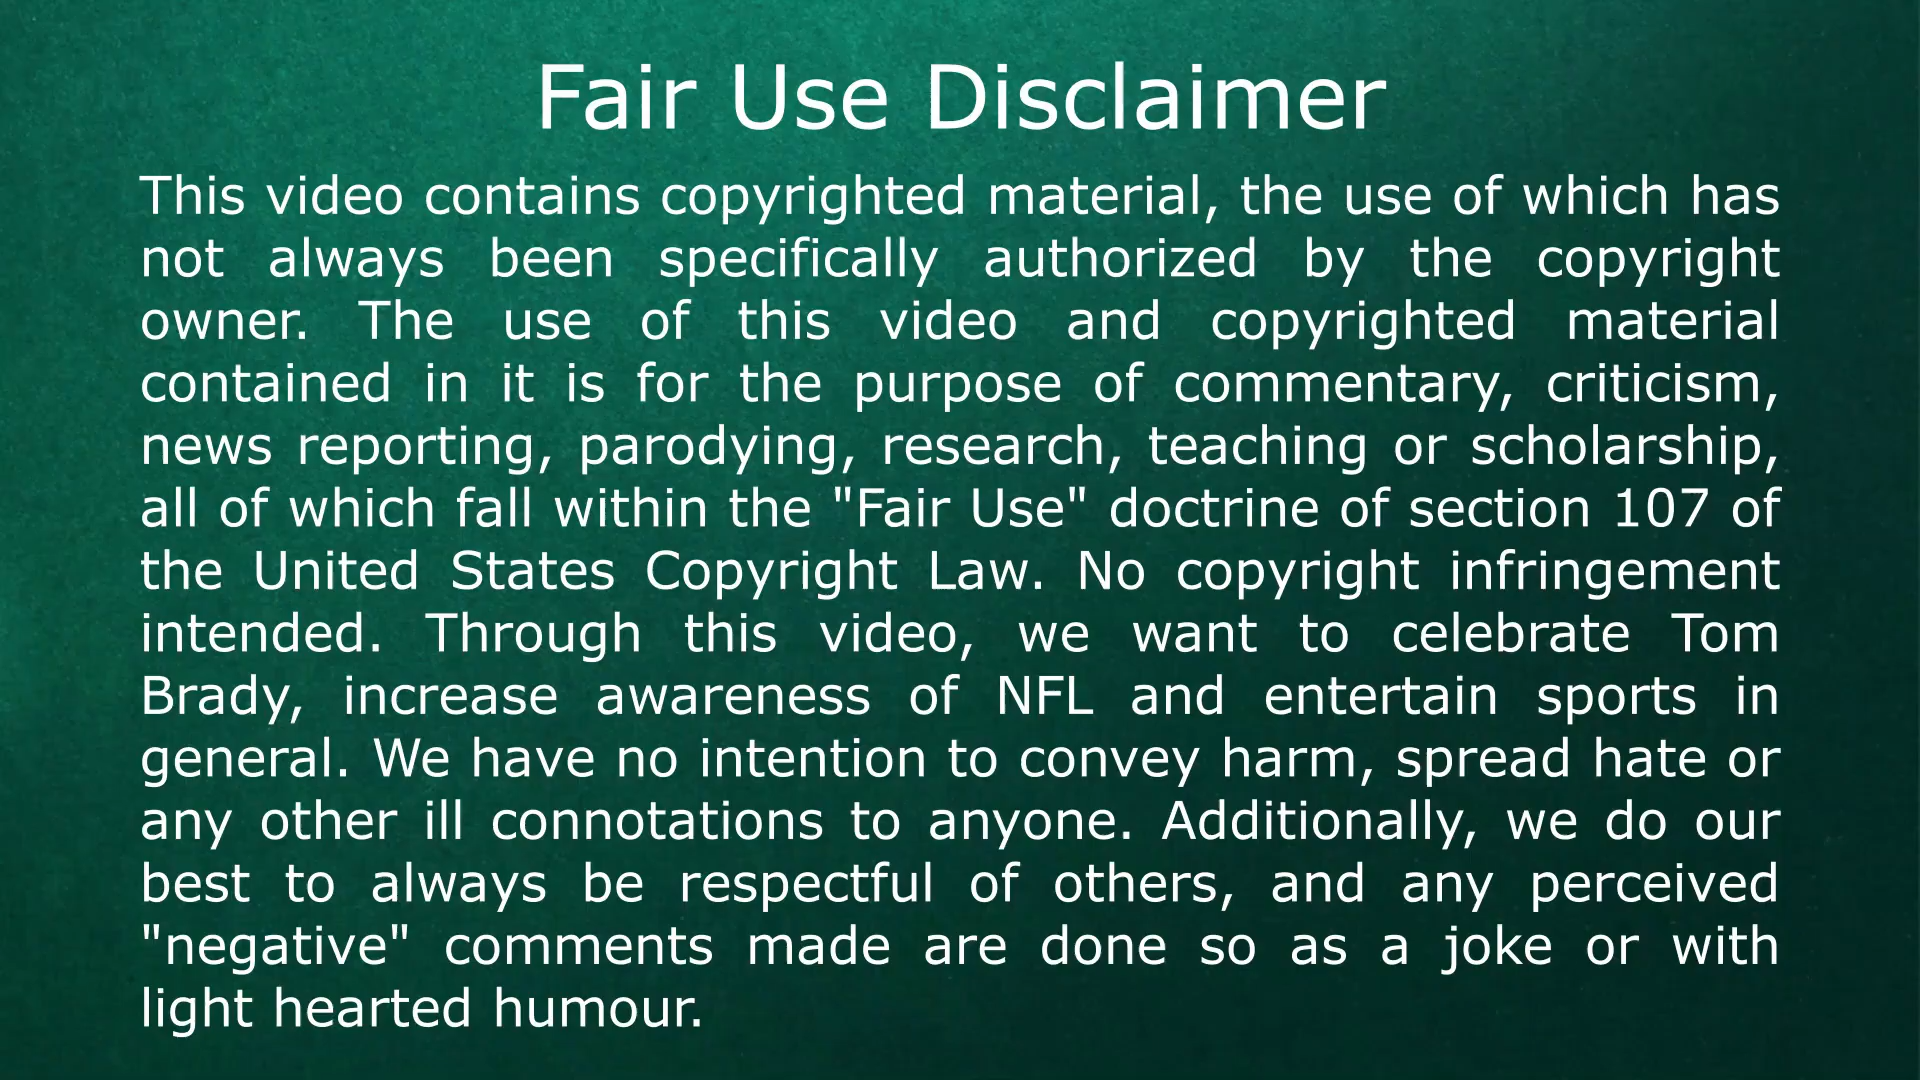 Fair Use Disclaimer
This video contains copyrighted material, the use of which has
not always been specifically authorized by the copyright
owner. The use of this video and copyrighted material
contained in it is for the purpose of commentary, criticism,
news reporting, parodying, research, teaching or scholarship,
all of which fall within the "Fair Use" doctrine of section 107 of
the United States Copyright Law. No copyright infringement
intended. Through this video, we want to celebrate Tom
Brady, increase awareness of NFL and entertain sports in
general. We have no intention to convey harm, spread hate or
any other ill connotations to anyone. Additionally, we do our
best to always be respectful of others, and any perceived
"negative" comments made are done so as a joke or with
light hearted humour.